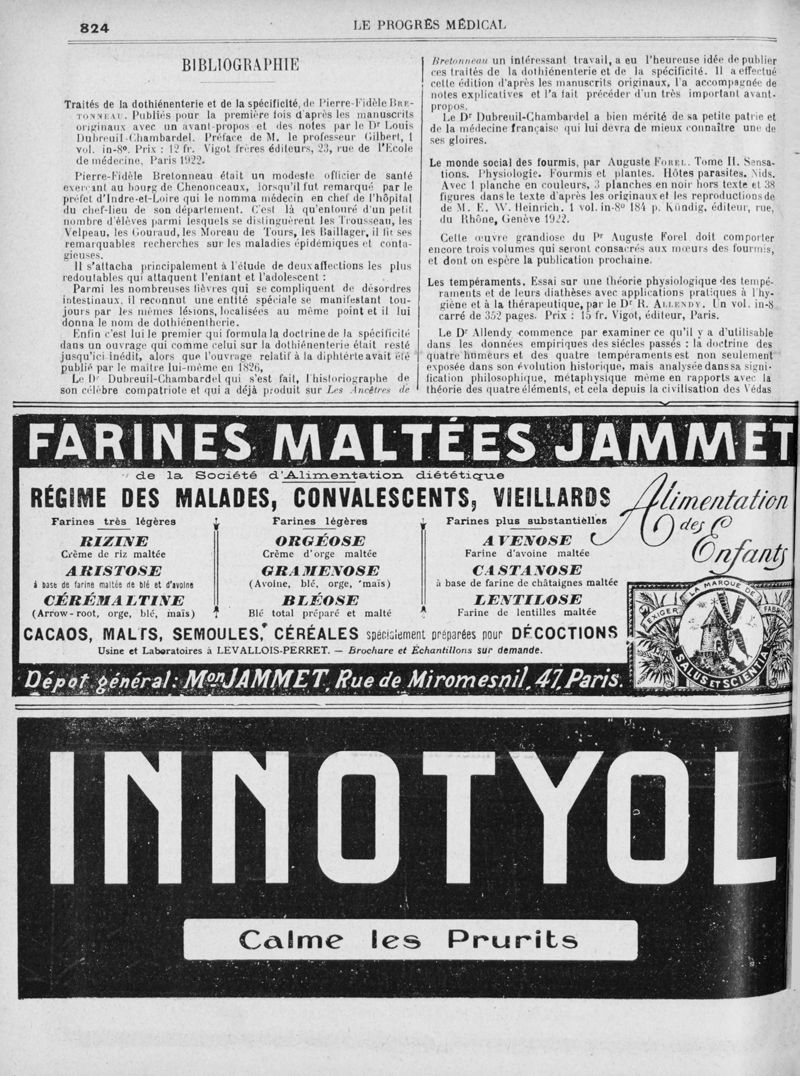 824
LE PROGRÈS MÉDICAL
BIBLIOGRAPHIE
Traités de la dothiénenterie et de la spécificité, de Pierre-Fidèle BRE-
TONNEAU. Publiés pour la première fois d'après les manuscrits
originaux avec un avant-propos et des notes par le Dr Louis
Dubreuil-Chambardel. Préface de M. le professeur Gilbert, 1
vol. in-8°. Prix : 12 fr. Vigot frères éditeurs, 23, rue de l'Ecole
de médecine, Paris 1922.
Pierre-Fidèle Bretonneau était un modeste officier de santé
exerçant au bourg de Chenonceaux, lorsqu'il fut remarqué par le
préfet d'Indre-et-Loire qui le nomma médecin en chef de l'hôpital
du chef-lieu de son département. C'est là qu'entouré d'un petit
nombre d'élèves parmi lesquels se distinguèrent les Trousseau, les
Velpeau, les Gouraud, les Moreau de Tours, les Baillager, il fit ses
remarquables recherches sur les maladies épidémiques et conta-
gieuses.
Il s'attacha principalement à l'étude de deux affections les plus
redoutables qui attaquent l'enfant et l'adolescent :
Parmi les nombreuses fièvres qui se compliquent de désordres
intestinaux, il reconnut une entité spéciale se manifestant tou-
jours par les mêmes lésions, localisées au même point et il lui
donna le nom de dothiénentherie.
Enfin c'est lui le premier qui formula la doctrine de la spécificité
dans un ouvrage qui comme celui sur la dothiénenterie était resté
jusqu'ici inédit, alors que l'ouvrage relatif à la diphtérie avait été
publié par le maître lui-même en 1826,
Le Dr Dubreuil-Chambardel qui s'est fait, l'historiographe de
son célèbre compatriote et qui a déjà produit sur Les Ancêtres de
Bretonneau un intéressant travail, a eu l'heureuse idée de publier
ces traités de la dothiénenterie et de la spécificité. Il a effectué
cette édition d'après les manuscrits originaux, l'a accompagnée de
notes explicatives et l'a fait précéder d'un très important avant-
propos.
Le Dr Dubreuil-Chambardel a bien mérité de sa petite patrie et
de la médecine française qui lui devra de mieux connaître une de
ses gloires.
Le monde social des fourmis, par Auguste FOREL. Tome II. Sensa-
tions. Physiologie. Fourmis et plantes. Hôtes parasites. Nids.
Avec 1 planche en couleurs, 3 planches en noir hors texte et 38
figures dans le texte d'après les originaux et les reproductions de
de M. E. W. Heinrich. 1 vol. in-8° 184 p. Kündig, éditeur, rue,
du Rhône, Genève 1922.
Cette œuvre grandiose du Pr Auguste Forel doit comporter
encore trois volumes qui seront consacrés aux mœurs des fourmis,
et dont on espère la publication prochaine.
Les tempéraments. Essai sur une théorie physiologique des tempé-
raments et de leurs diathèses avec applications pratiques à l'hy-
giène et à la thérapeutique, par le Dr R. ALLENDY. Un vol. in-8
carré de 352 pages. Prix : 15 fr. Vigot, éditeur, Paris.
Le Dr Allendy commence par examiner ce qu'il y a d'utilisable
dans les données empiriques des siècles passés : la doctrine des
quatre humeurs et des quatre tempéraments est non seulement
exposée dans son évolution historique, mais analysée dans sa signi-
fication philosophique, métaphysique même en rapports avec la
théorie des quatre éléments, et cela depuis la civilisation des Védas
FARINES MALTÉES JAMMET
de la Société d'Alimentation diététique
RÉGIME DES MALADES, CONVALESCENTS, VIEILLARDS
Alimentation
des
Enfants
Farines très légères
RIZINE
Crème de riz maltée
ARISTOSE
à base de farine maltée de blé et d'avoine
CÉRÉMALTINE
(Arrow-root, orge, blé, maïs)
Farines légères
ORGÉOSE
Crème d'orge maltée
GRAMENOSE
(Avoine, blé, orge, maïs)
BLÉOSE
Blé total préparé et malté
Farines plus substantielles
AVENOSE
Farine d'avoine maltée
CASTANOSE
à base de farine de châtaignes maltée
LENTILOSE
Farine de lentilles maltée
CACAOS, MALTS, SEMOULES, CÉRÉALES spécialement préparées pour DÉCOCTIONS
Usine et Laboratoires à LEVALLOIS-PERRET. — Brochure et Échantillons sur demande.
EXIGER LA MARQUE DE FABRIQUE
SALUS ET SCIENTIA
Dépôt général : Mon JAMMET, Rue de Miromesnil, 47, Paris.
INNOTYOL
Calme les Prurits